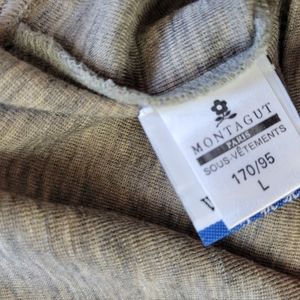 MONTAGUT
PARIS
SOUS-VÊTEMENTS
170/95
L
W